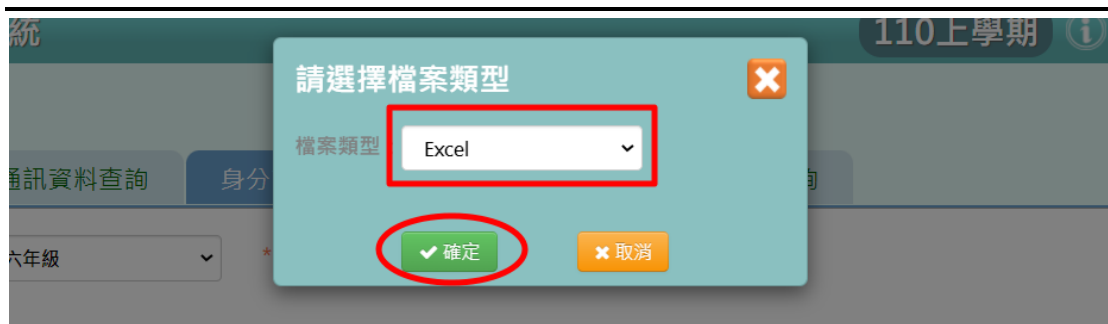 統
110上學期
請選擇檔案類型
檔案類型
Excel
通訊資料查詢
身分
詢
六年級
*
確定
取消